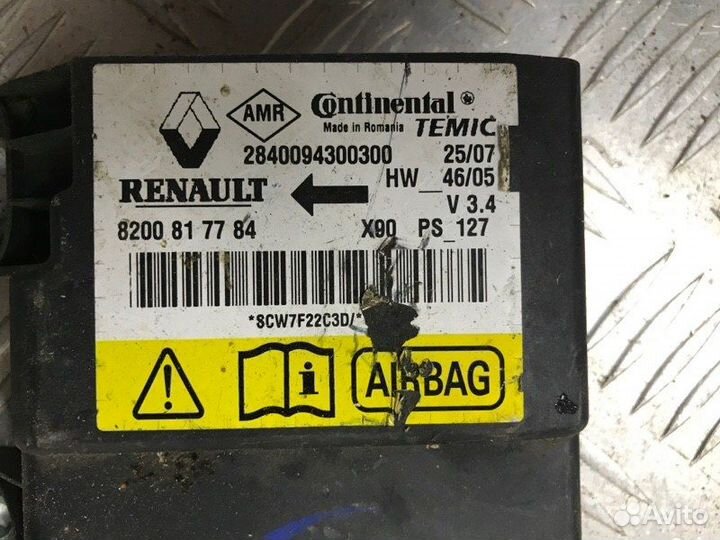 AMR Continental
Made in Romania TEMIC
2840094300300 25/07
HW__46/05
RENAULT
V 3.4
8200 81 77 84 X90 PS_127
*8CW7F22C3D/*
i AIRBAG
Avito